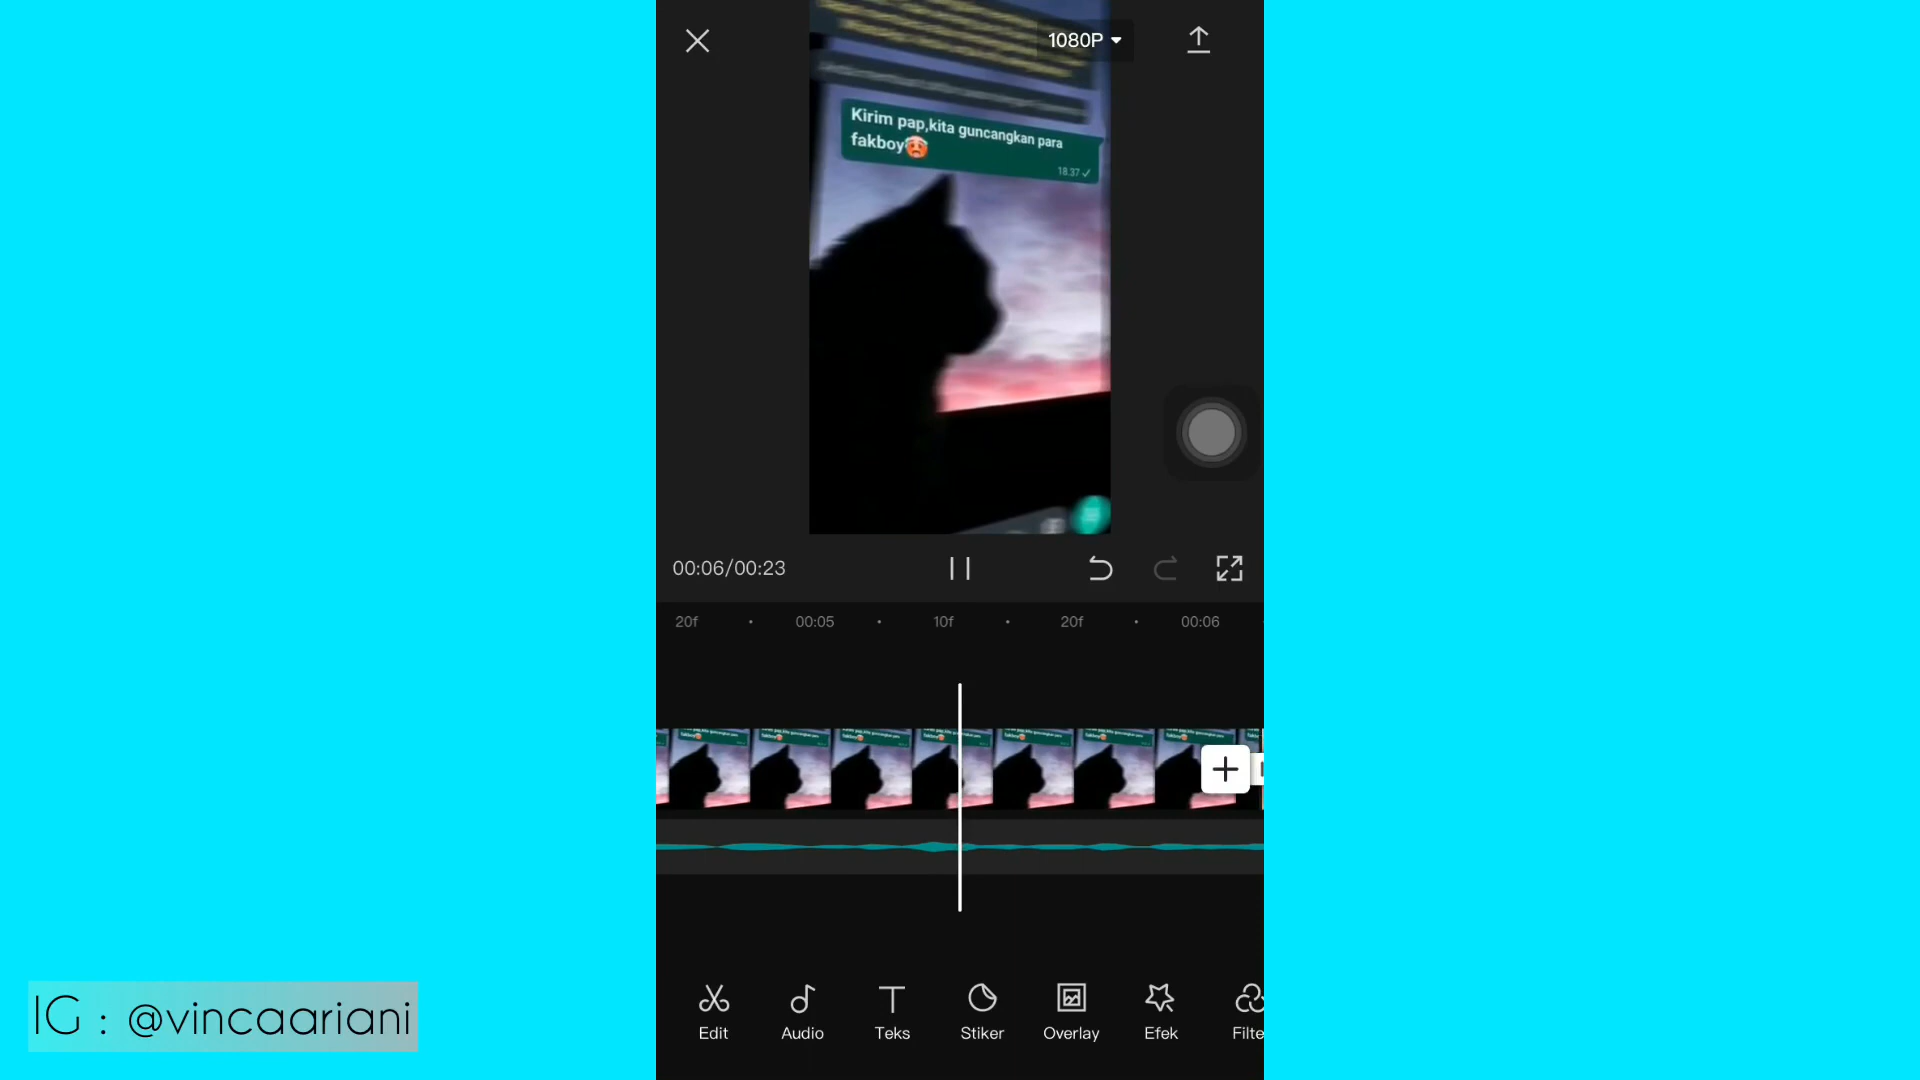 1080P
Kirim pap,kita guncangkan para
fakboy🥵
18.37 ✓
00:06/00:23
20f · 00:05 · 10f · 20f · 00:06
Edit Audio Teks Stiker Overlay Efek Filte
IG : @vincaariani